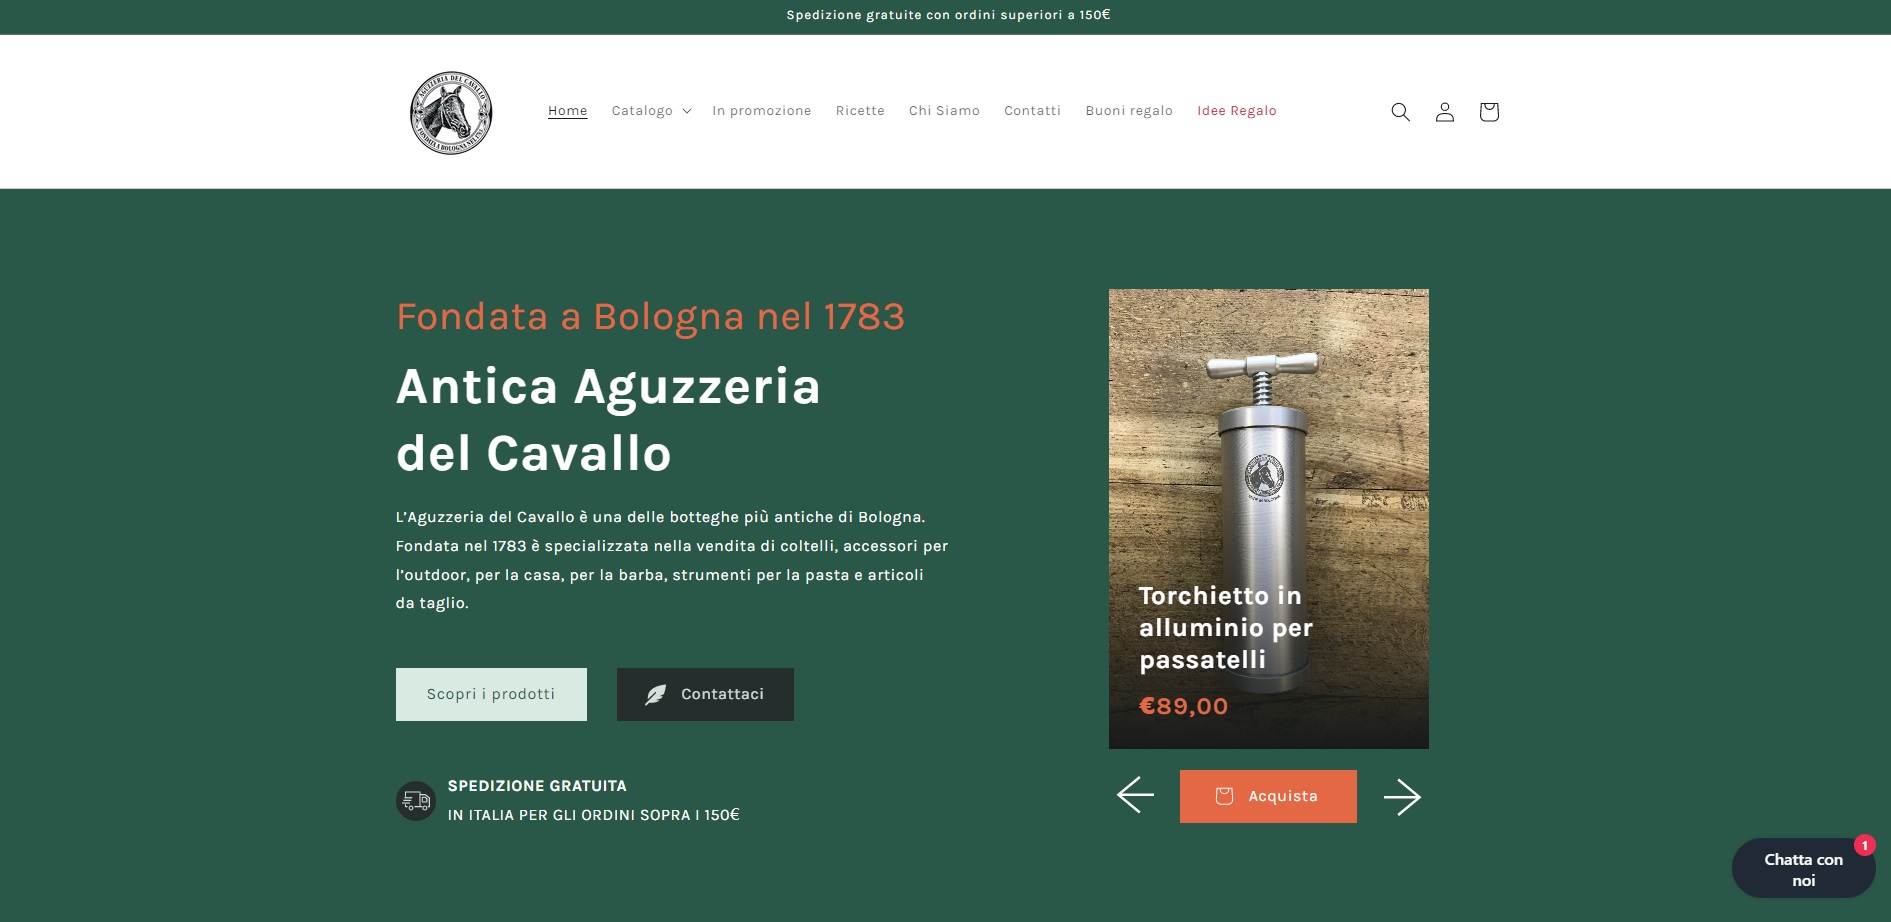 Spedizione gratuite con ordini superiori a 150€
AGUZZERIA DEL CAVALLO
FONDATA A BOLOGNA NEL 1783
Home
Catalogo
In promozione
Ricette
Chi Siamo
Contatti
Buoni regalo
Idee Regalo
Fondata a Bologna nel 1783
Antica Aguzzeria
del Cavallo
L’Aguzzeria del Cavallo è una delle botteghe più antiche di Bologna.
Fondata nel 1783 è specializzata nella vendita di coltelli, accessori per
l’outdoor, per la casa, per la barba, strumenti per la pasta e articoli
da taglio.
Scopri i prodotti
Contattaci
SPEDIZIONE GRATUITA
IN ITALIA PER GLI ORDINI SOPRA I 150€
Torchietto in
alluminio per
passatelli
€89,00
Acquista
1
Chatta con
noi